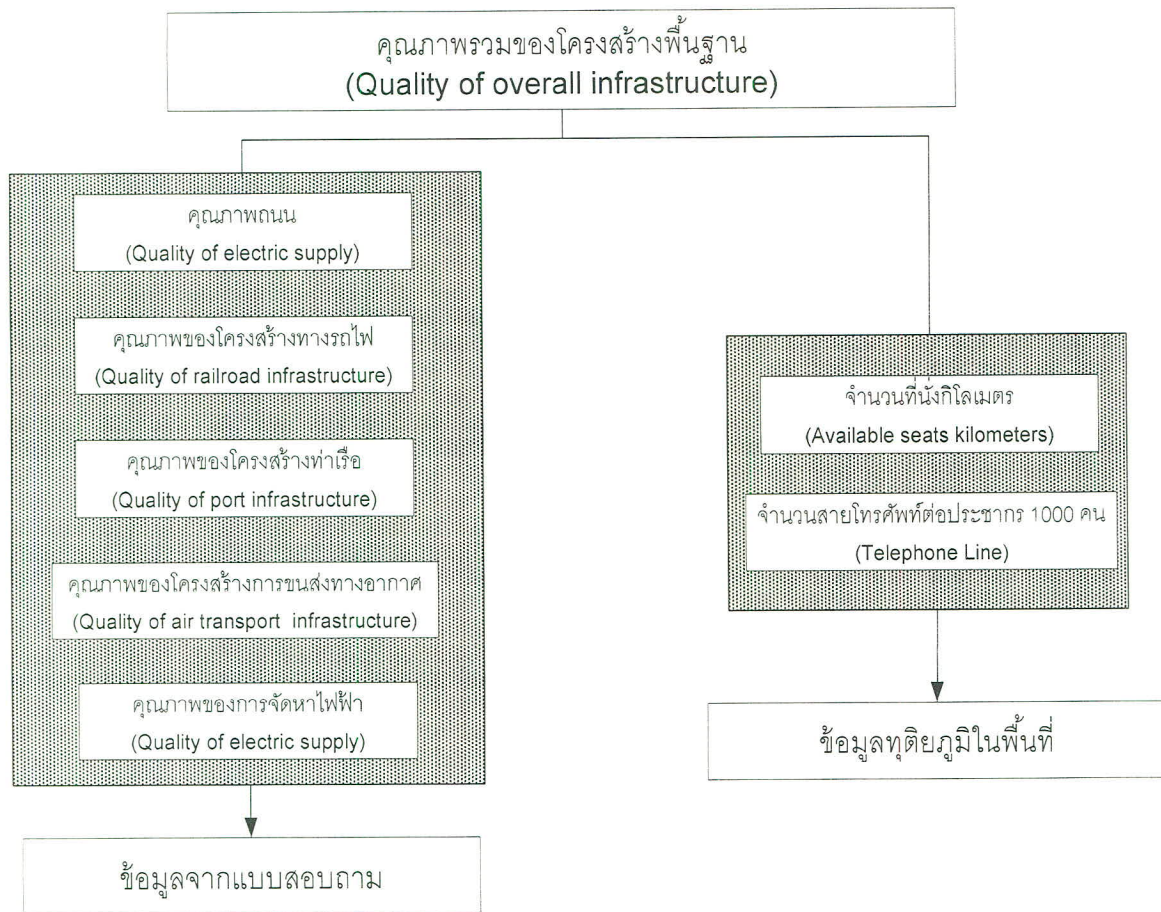 คุณภาพรวมของโครงสร้างพื้นฐาน
(Quality of overall infrastructure)
คุณภาพถนน
(Quality of electric supply)
คุณภาพของโครงสร้างทางรถไฟ
(Quality of railroad infrastructure)
คุณภาพของโครงสร้างท่าเรือ
(Quality of port infrastructure)
คุณภาพของโครงสร้างการขนส่งทางอากาศ
(Quality of air transport infrastructure)
คุณภาพของการจัดหาไฟฟ้า
(Quality of electric supply)
ข้อมูลจากแบบสอบถาม
จำนวนที่นั่งกิโลเมตร
(Available seats kilometers)
จำนวนสายโทรศัพท์ต่อประชากร 1000 คน
(Telephone Line)
ข้อมูลทุติยภูมิในพื้นที่